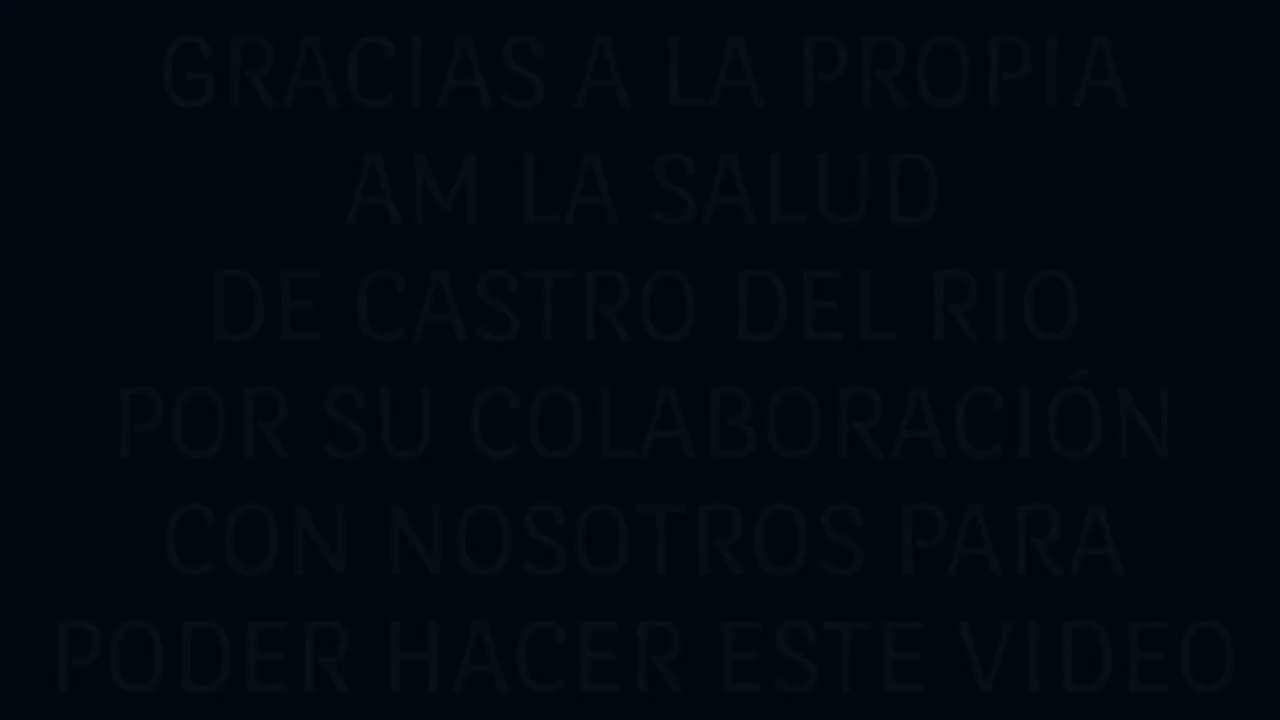 GRACIAS A LA PROPIA
AM LA SALUD
DE CASTRO DEL RIO
POR SU COLABORACIÓN
CON NOSOTROS PARA
PODER HACER ESTE VIDEO